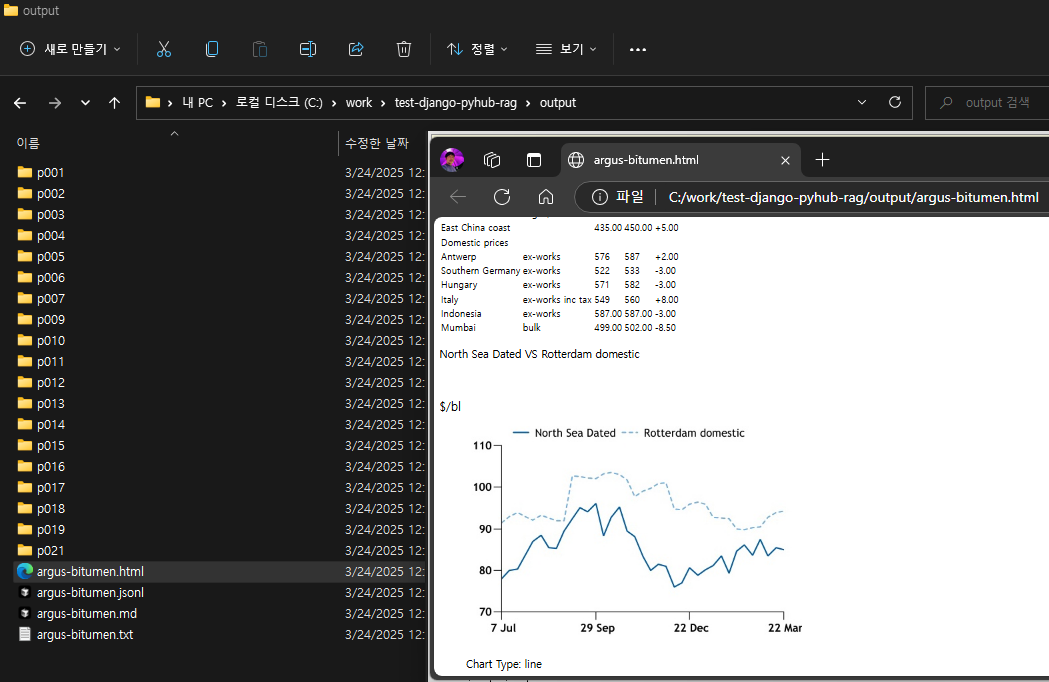 output
새로 만들기
정렬
보기
내 PC > 로컬 디스크 (C:) > work > test-django-pyhub-rag > output
output 검색
이름
수정한 날짜
p001 3/24/2025 12:
p002 3/24/2025 12:
p003 3/24/2025 12:
p004 3/24/2025 12:
p005 3/24/2025 12:
p006 3/24/2025 12:
p007 3/24/2025 12:
p009 3/24/2025 12:
p010 3/24/2025 12:
p011 3/24/2025 12:
p012 3/24/2025 12:
p013 3/24/2025 12:
p014 3/24/2025 12:
p015 3/24/2025 12:
p016 3/24/2025 12:
p017 3/24/2025 12:
p018 3/24/2025 12:
p019 3/24/2025 12:
p021 3/24/2025 12:
argus-bitumen.html 3/24/2025 12:
argus-bitumen.jsonl 3/24/2025 12:
argus-bitumen.md 3/24/2025 12:
argus-bitumen.txt 3/24/2025 12:
argus-bitumen.html
파일 C:/work/test-django-pyhub-rag/output/argus-bitumen.html
East China coast 435.00 450.00 +5.00
Domestic prices
Antwerp ex-works 576 587 +2.00
Southern Germany ex-works 522 533 -3.00
Hungary ex-works 571 582 -3.00
Italy ex-works inc tax 549 560 +8.00
Indonesia ex-works 587.00 587.00 -3.00
Mumbai bulk 499.00 502.00 -8.50
North Sea Dated VS Rotterdam domestic
$/bl
North Sea Dated Rotterdam domestic
110
100
90
80
70
7 Jul 29 Sep 22 Dec 22 Mar
Chart Type: line